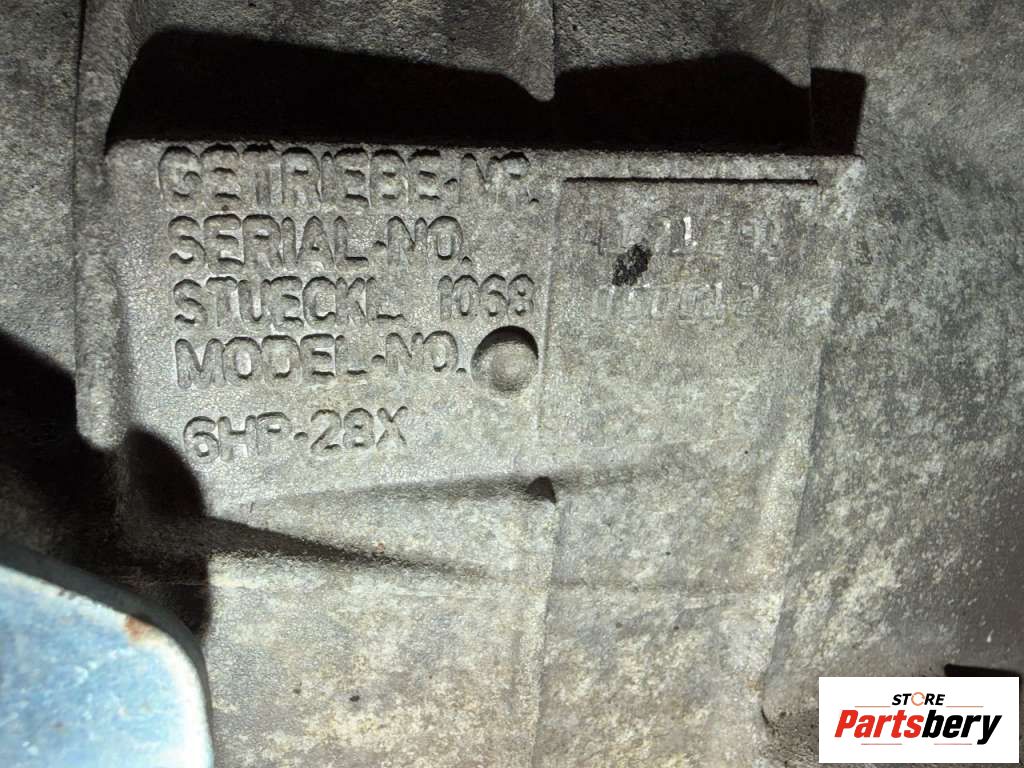 GETRIEBE-NR.
SERIAL-NO.
STUECKL. 1068
MODEL-NO.
6HP-28X
STORE
Partsbery